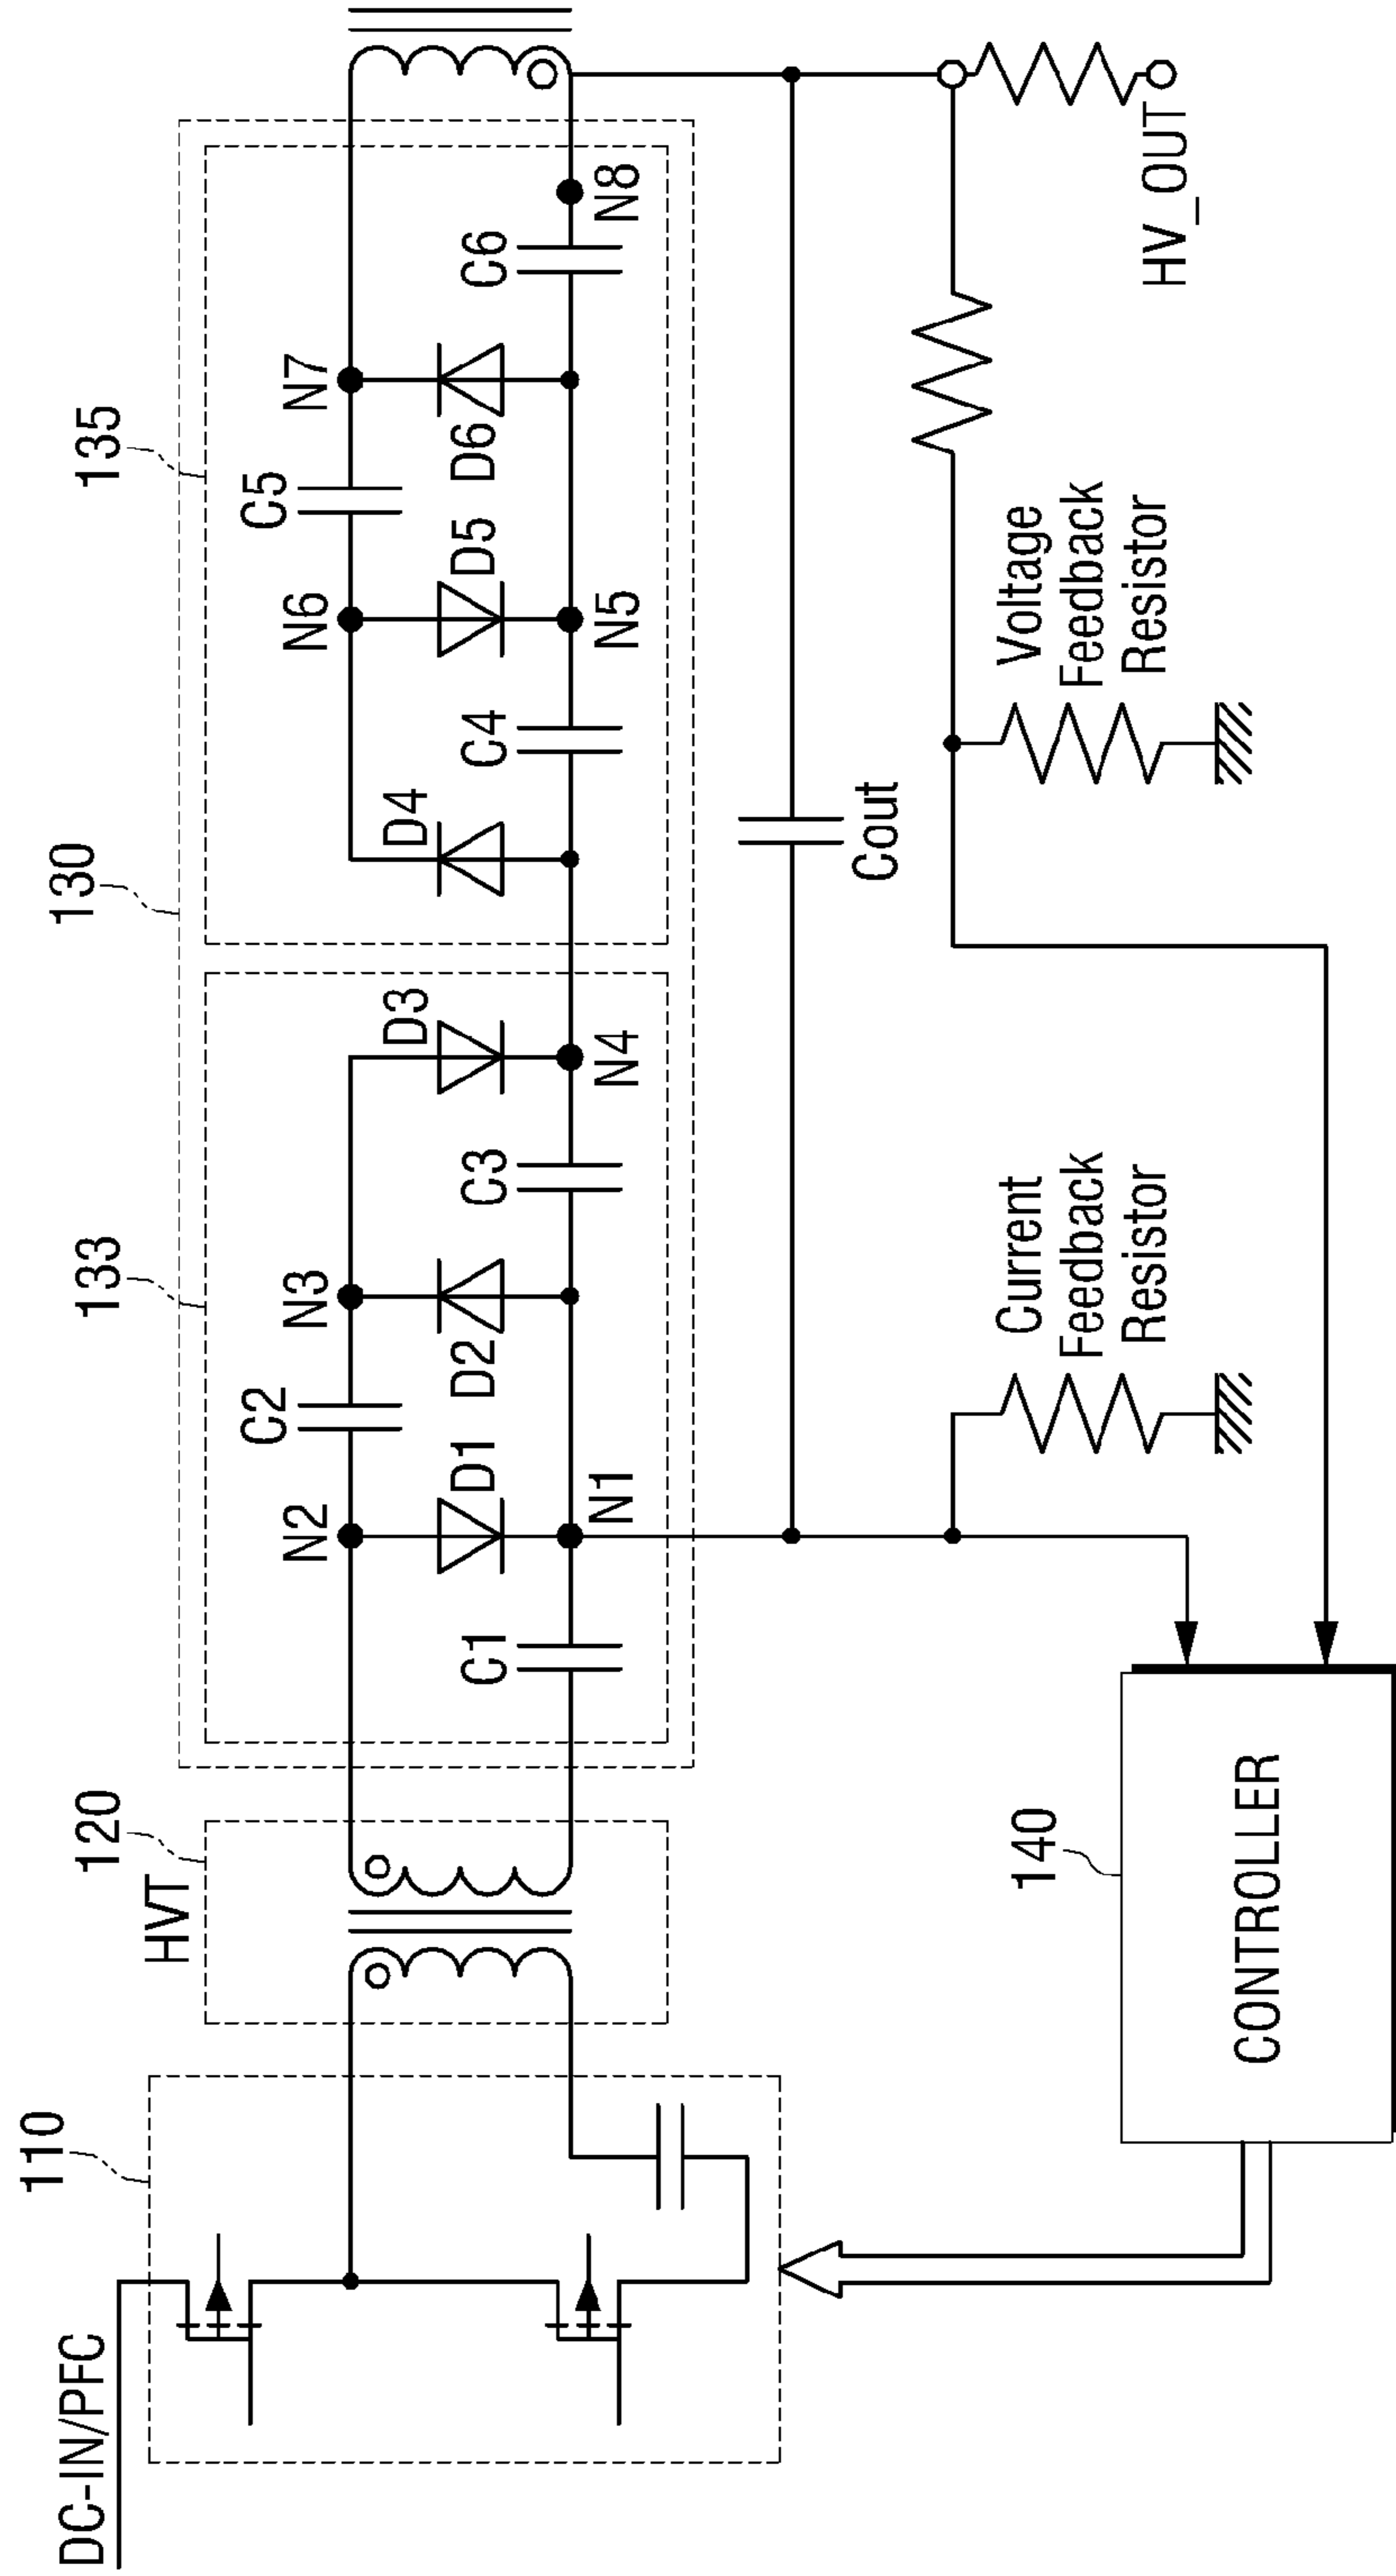 130
133
135
110
120
HVT
DC-IN/PFC
N2
C2
N3
N6
C5
N7
D3
D4
D1
D2
D5
D6
C1
C3
C4
C6
N1
N4
N5
N8
Cout
Current
Feedback
Resistor
Voltage
Feedback
Resistor
HV_OUT
140
CONTROLLER